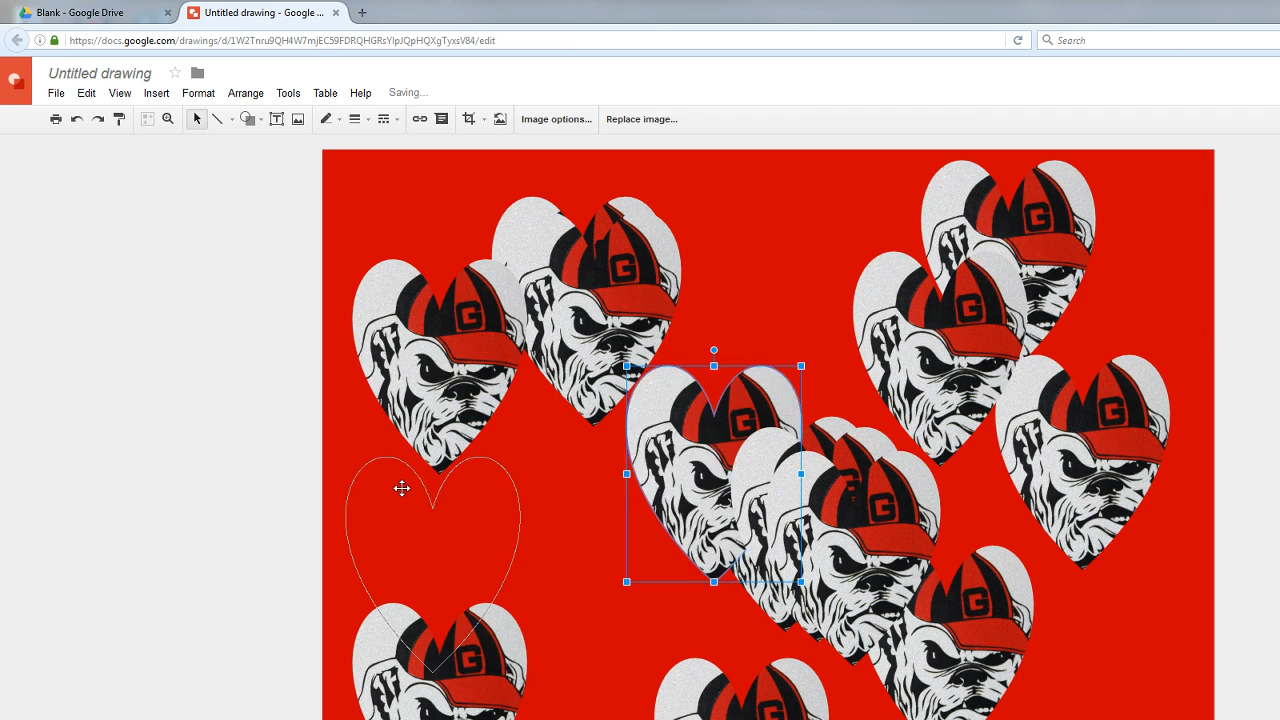 Blank - Google Drive
Untitled drawing - Google ...
https://docs.google.com/drawings/d/1W2Tnru9QH4W7mjEC59FDRQHGRsYlpJQpHQXgTyxsV84/edit
Search
Untitled drawing
File Edit View Insert Format Arrange Tools Table Help Saving...
Image options... Replace image...
G
G
G
G
G
G
G
G
G
G